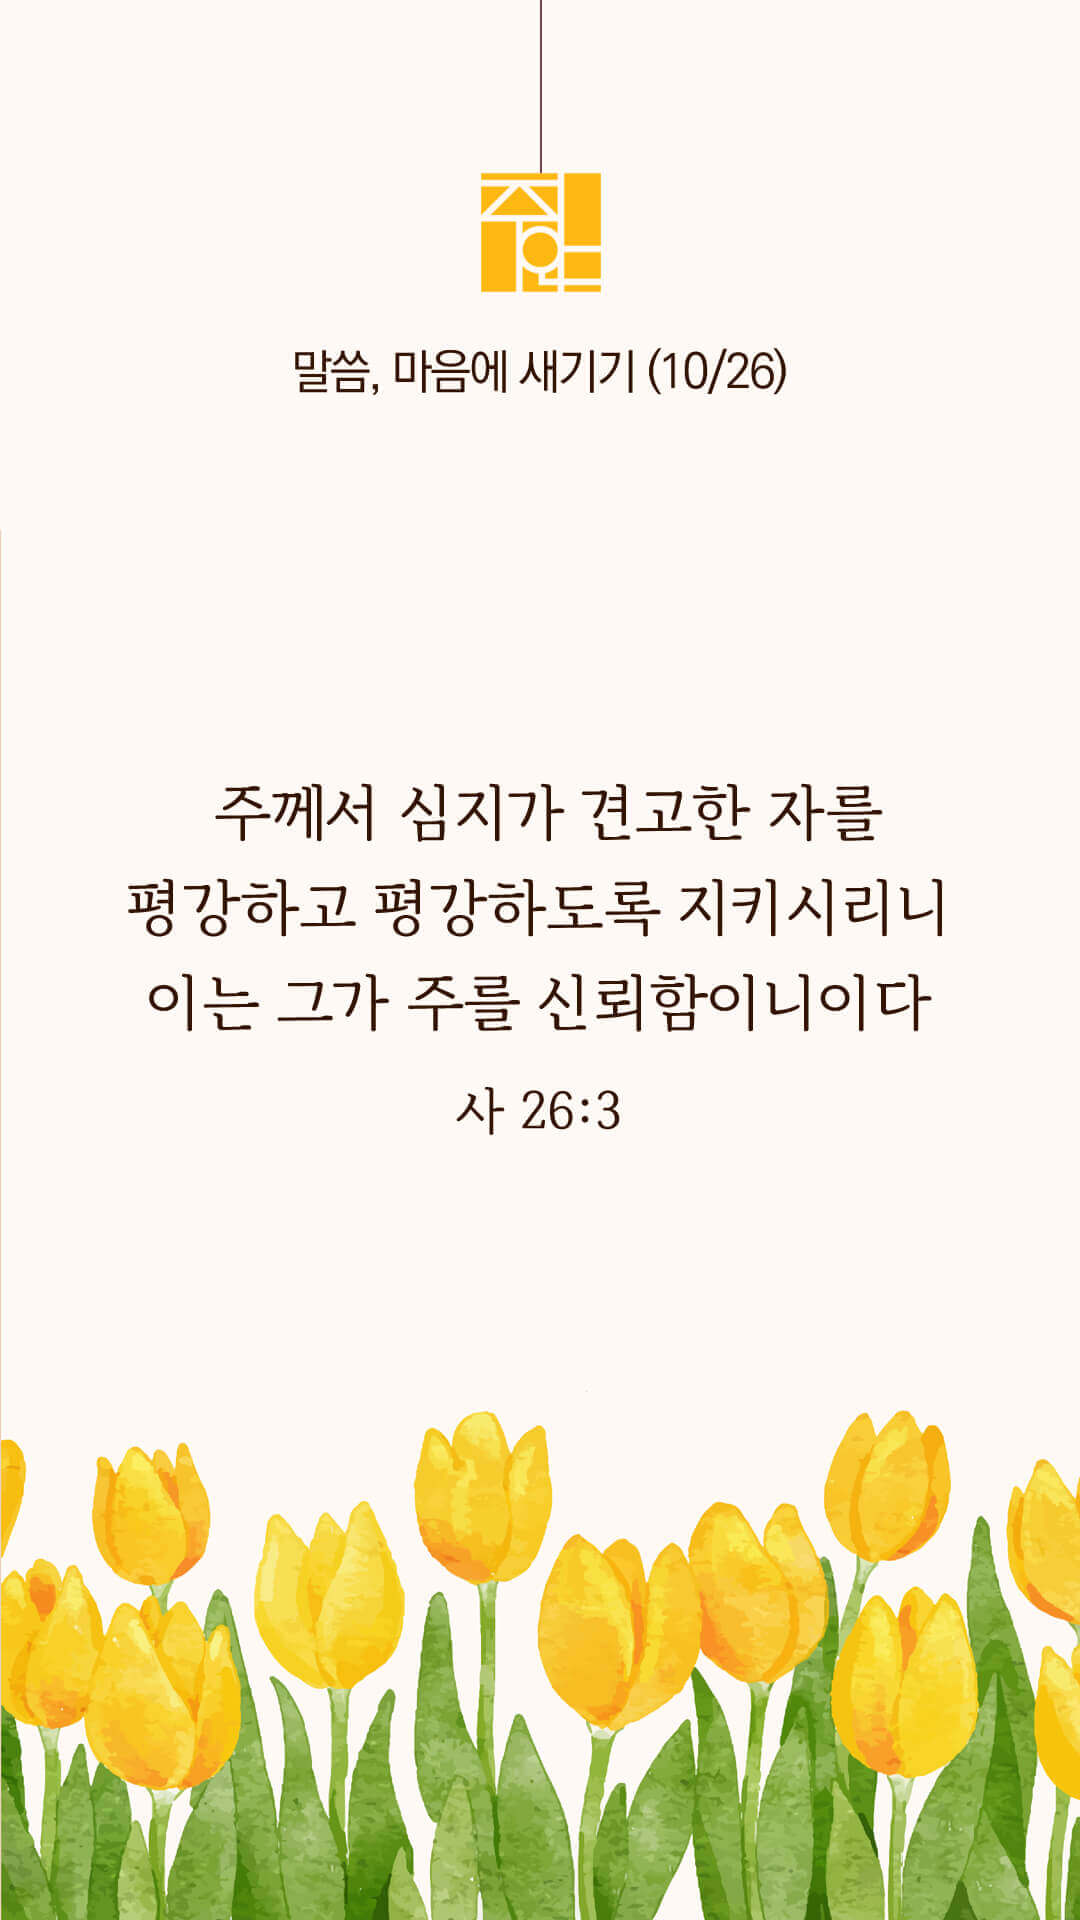 말씀, 마음에 새기기 (10/26)
주께서 심지가 견고한 자를
평강하고 평강하도록 지키시리니
이는 그가 주를 신뢰함이니이다
사 26:3